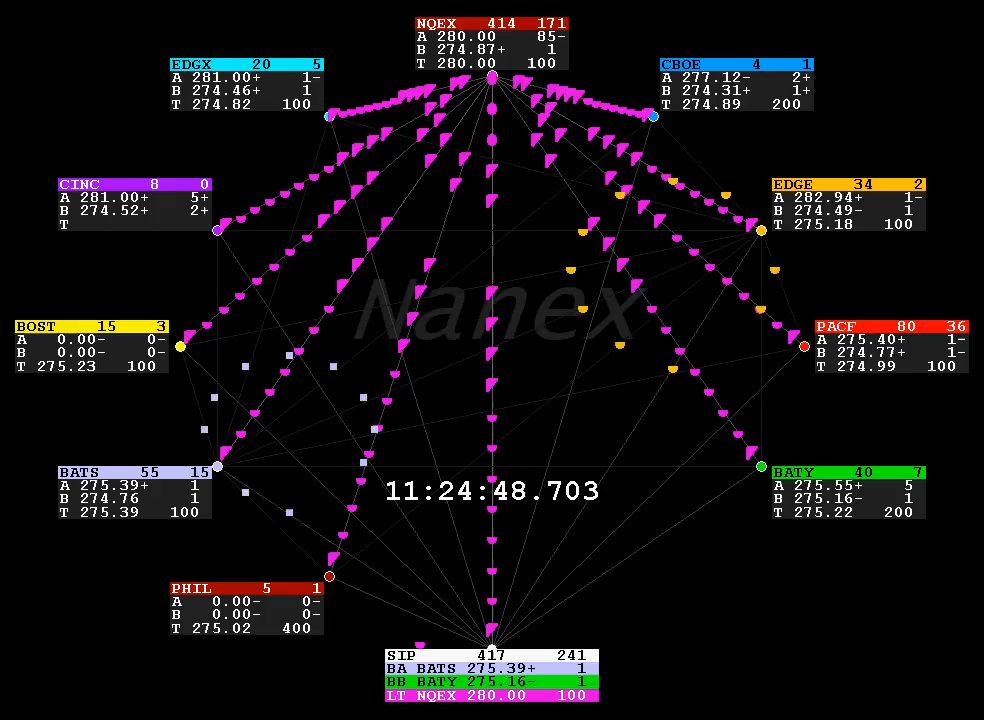 NQEX 414 171
A 280.00 85-
B 274.87+ 1
T 280.00 100
EDGX 20 5
A 281.00+ 1-
B 274.46+ 1
T 274.82 100
CBOE 4 1
A 277.12- 2+
B 274.31+ 1+
T 274.89 200
CINC 8 0
A 281.00+ 5+
B 274.52+ 2+
T
EDGE 34 2
A 282.94+ 1-
B 274.49- 1
T 275.18 100
Nanex
BOST 15 3
A 0.00- 0-
B 0.00- 0-
T 275.23 100
PACF 80 36
A 275.40+ 1-
B 274.77+ 1-
T 274.99 100
BATS 55 15
A 275.39+ 1
B 274.76 1
T 275.39 100
11:24:48.703
BATY 40 7
A 275.55+ 5
B 275.16- 1
T 275.22 200
PHIL 5 1
A 0.00- 0-
B 0.00- 0-
T 275.02 400
SIP 417 241
BA BATS 275.39+ 1
BB BATY 275.16- 1
LT NQEX 280.00 100